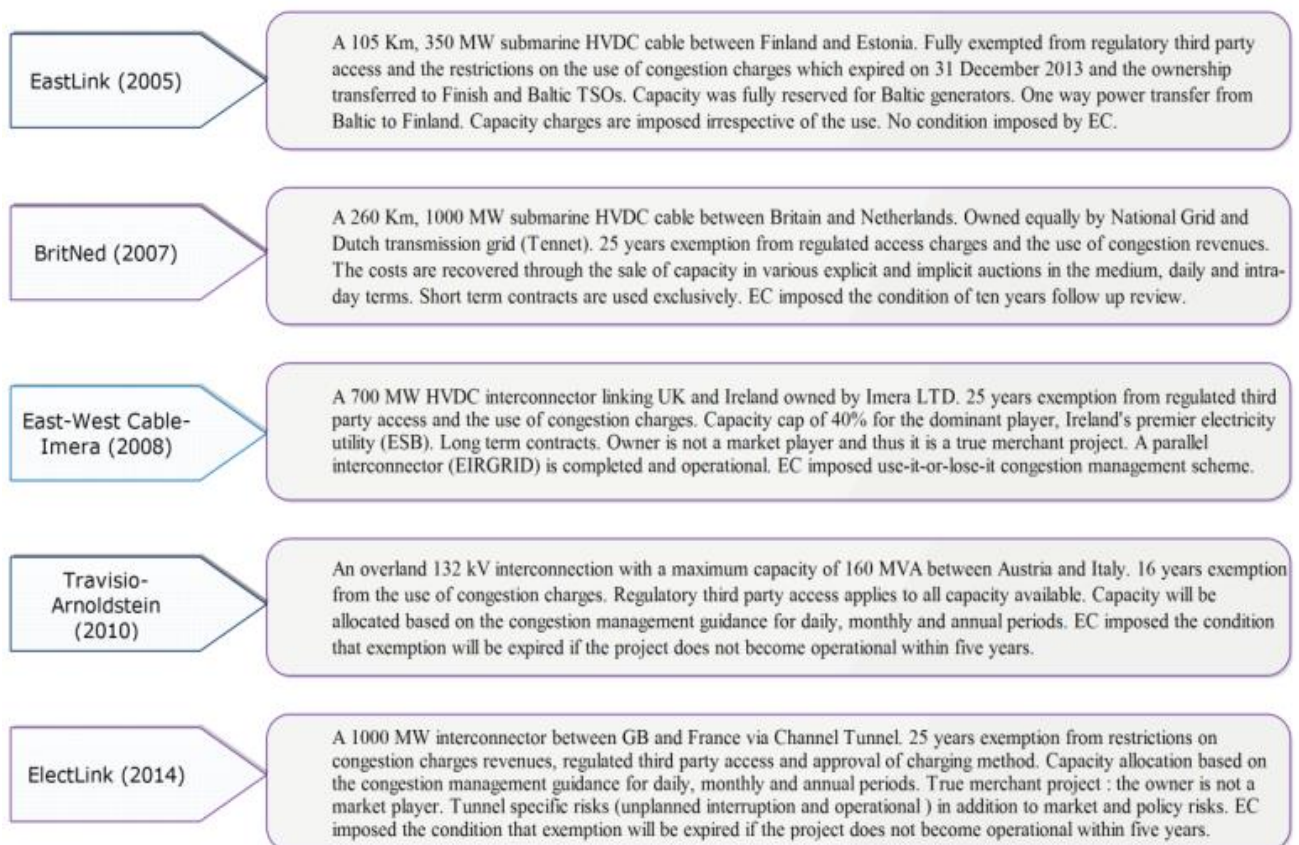 EastLink (2005)
A 105 Km, 350 MW submarine HVDC cable between Finland and Estonia. Fully exempted from regulatory third party
access and the restrictions on the use of congestion charges which expired on 31 December 2013 and the ownership
transferred to Finish and Baltic TSOs. Capacity was fully reserved for Baltic generators. One way power transfer from
Baltic to Finland. Capacity charges are imposed irrespective of the use. No condition imposed by EC.
BritNed (2007)
A 260 Km, 1000 MW submarine HVDC cable between Britain and Netherlands. Owned equally by National Grid and
Dutch transmission grid (Tennet). 25 years exemption from regulated access charges and the use of congestion revenues.
The costs are recovered through the sale of capacity in various explicit and implicit auctions in the medium, daily and intra-
day terms. Short term contracts are used exclusively. EC imposed the condition of ten years follow up review.
East-West Cable-
Imera (2008)
A 700 MW HVDC interconnector linking UK and Ireland owned by Imera LTD. 25 years exemption from regulated third
party access and the use of congestion charges. Capacity cap of 40% for the dominant player, Ireland's premier electricity
utility (ESB). Long term contracts. Owner is not a market player and thus it is a true merchant project. A parallel
interconnector (EIRGRID) is completed and operational. EC imposed use-it-or-lose-it congestion management scheme.
Travisio-
Arnoldstein
(2010)
An overland 132 kV interconnection with a maximum capacity of 160 MVA between Austria and Italy. 16 years exemption
from the use of congestion charges. Regulatory third party access applies to all capacity available. Capacity will be
allocated based on the congestion management guidance for daily, monthly and annual periods. EC imposed the condition
that exemption will be expired if the project does not become operational within five years.
ElectLink (2014)
A 1000 MW interconnector between GB and France via Channel Tunnel. 25 years exemption from restrictions on
congestion charges revenues, regulated third party access and approval of charging method. Capacity allocation based on
the congestion management guidance for daily, monthly and annual periods. True merchant project : the owner is not a
market player. Tunnel specific risks (unplanned interruption and operational ) in addition to market and policy risks. EC
imposed the condition that exemption will be expired if the project does not become operational within five years.